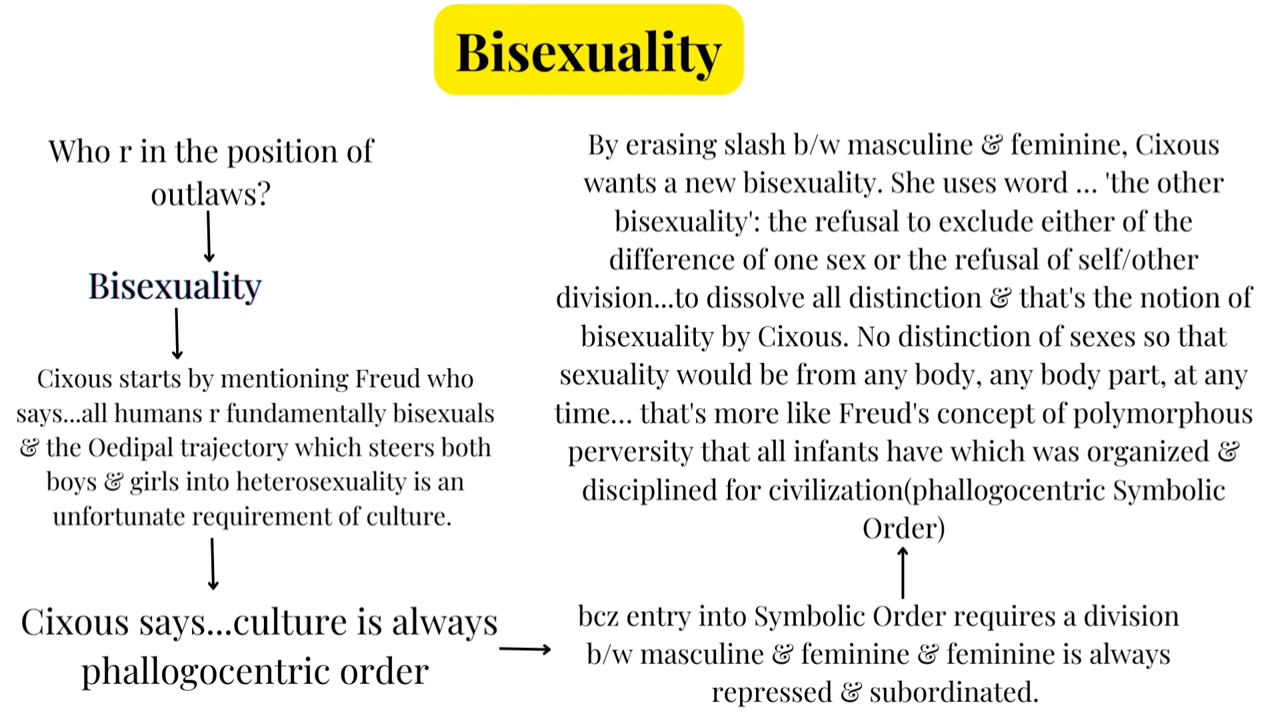 Bisexuality
Who r in the position of
outlaws?
Bisexuality
Cixous starts by mentioning Freud who
says...all humans r fundamentally bisexuals
& the Oedipal trajectory which steers both
boys & girls into heterosexuality is an
unfortunate requirement of culture.
Cixous says...culture is always
phallogocentric order
bcz entry into Symbolic Order requires a division
b/w masculine & feminine & feminine is always
repressed & subordinated.
By erasing slash b/w masculine & feminine, Cixous
wants a new bisexuality. She uses word ... 'the other
bisexuality': the refusal to exclude either of the
difference of one sex or the refusal of self/other
division...to dissolve all distinction & that's the notion of
bisexuality by Cixous. No distinction of sexes so that
sexuality would be from any body, any body part, at any
time... that's more like Freud's concept of polymorphous
perversity that all infants have which was organized &
disciplined for civilization(phallogocentric Symbolic
Order)